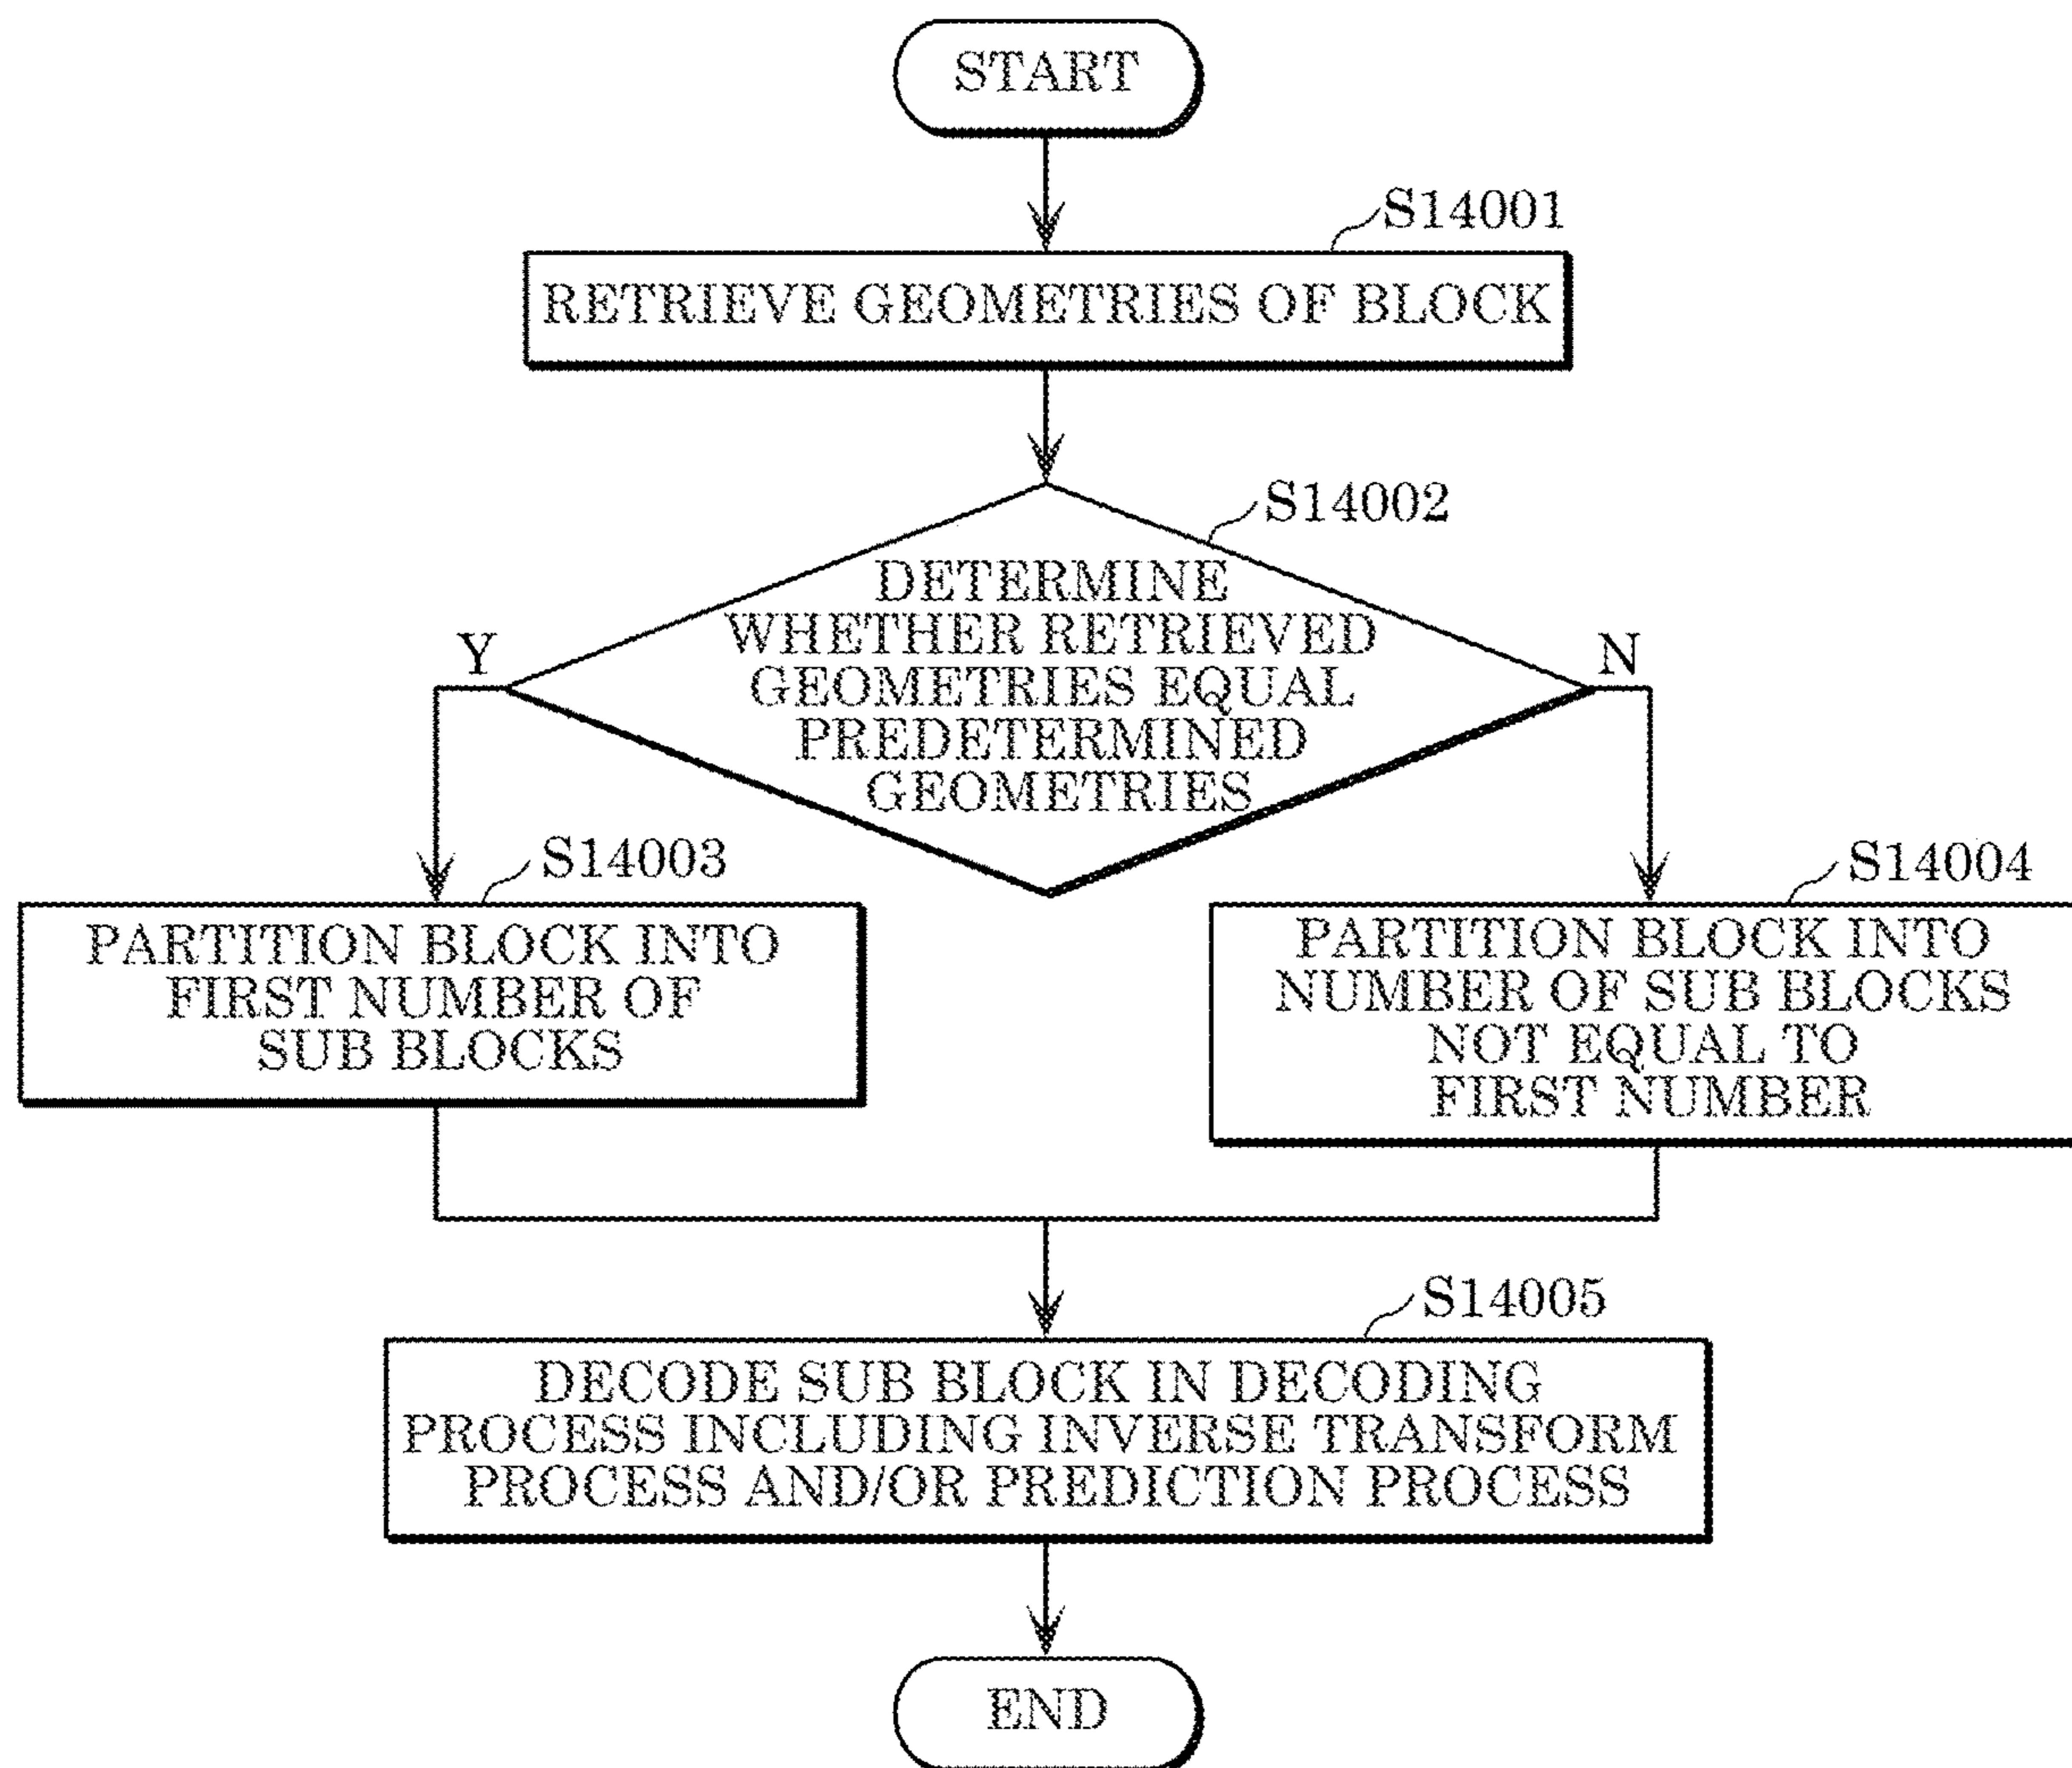 START
S14001
RETRIEVE GEOMETRIES OF BLOCK
S14002
DETERMINE
WHETHER RETRIEVED
GEOMETRIES EQUAL
PREDETERMINED
GEOMETRIES
Y
N
S14003
PARTITION BLOCK INTO
FIRST NUMBER OF
SUB BLOCKS
S14004
PARTITION BLOCK INTO
NUMBER OF SUB BLOCKS
NOT EQUAL TO
FIRST NUMBER
S14005
DECODE SUB BLOCK IN DECODING
PROCESS INCLUDING INVERSE TRANSFORM
PROCESS AND/OR PREDICTION PROCESS
END